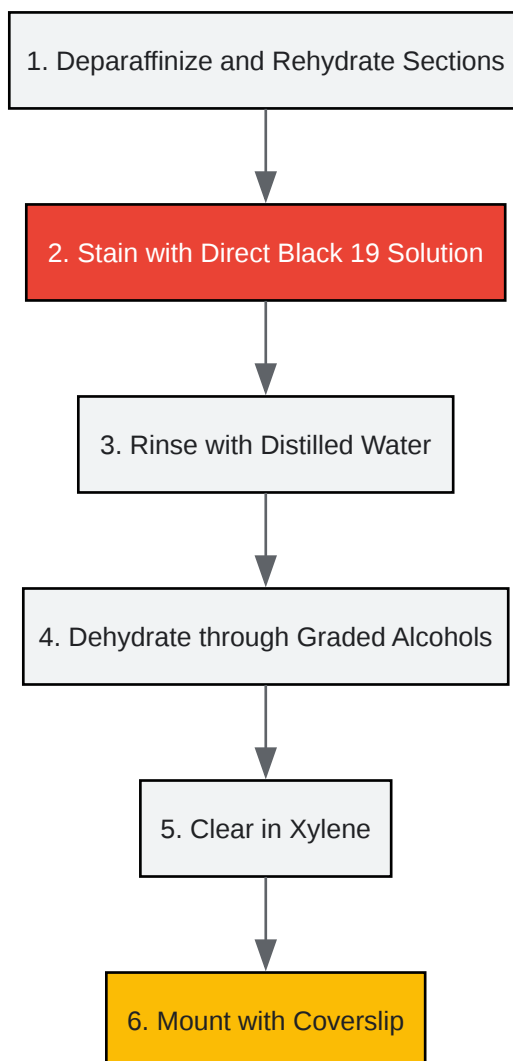 1. Deparaffinize and Rehydrate Sections
2. Stain with Direct Black 19 Solution
3. Rinse with Distilled Water
4. Dehydrate through Graded Alcohols
5. Clear in Xylene
6. Mount with Coverslip